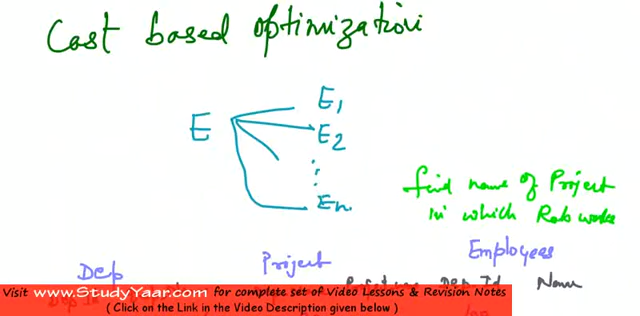 Cost based optimization
E
E1
E2
En
find name of Project
in which Rob works
Dep
Project
Employees
Dep Id
Name
Visit www.StudyYaar.com for complete set of Video Lessons & Revision Notes
( Click on the Link in the Video Description given below )